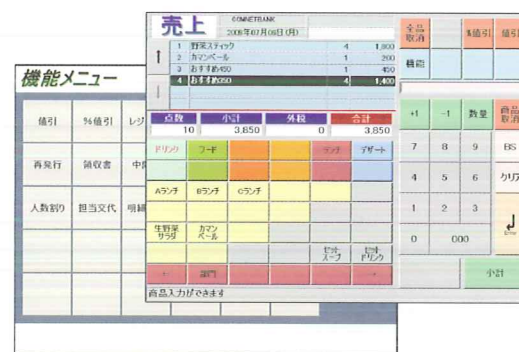 売上
COMNETBANK
2009年07月06日(月)
1 野菜スティック 4 1,800
2 カマンベール 1 200
3 おすすめ450 1 450
4 おすすめ350 4 1,400
点数 小計 外税 合計
10 3,850 0 3,850
ドリンク フード ランチ デザート
Aランチ Bランチ Cランチ
生野菜サラダ カマンベール
セットスープ セットドリンク
部門
商品入力ができます
全品取消 %値引 値引
機能
+1 -1 数量 商品取消
7 8 9 BS
4 5 6 クリア
1 2 3
Enter
0 000
小計
機能メニュー
値引 %値引 レジ
再発行 領収書
人数割り 担当交代 明細